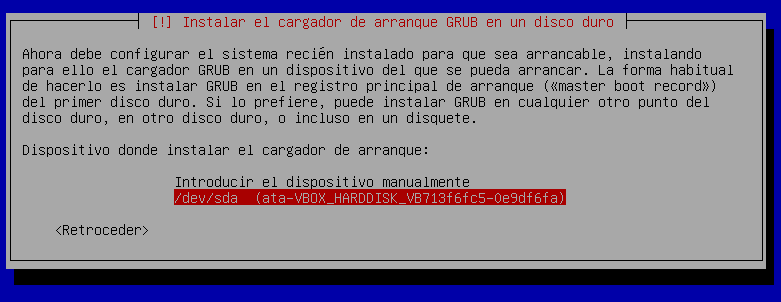 [!] Instalar el cargador de arranque GRUB en un disco duro
Ahora debe configurar el sistema recién instalado para que sea arrancable, instalando
para ello el cargador GRUB en un dispositivo del que se pueda arrancar. La forma habitual
de hacerlo es instalar GRUB en el registro principal de arranque («master boot record»)
del primer disco duro. Si lo prefiere, puede instalar GRUB en cualquier otro punto del
disco duro, en otro disco duro, o incluso en un disquete.
Dispositivo donde instalar el cargador de arranque:
Introducir el dispositivo manualmente
/dev/sda  (ata-VBOX_HARDDISK_VB713f6fc5-0e9df6fa)
<Retroceder>